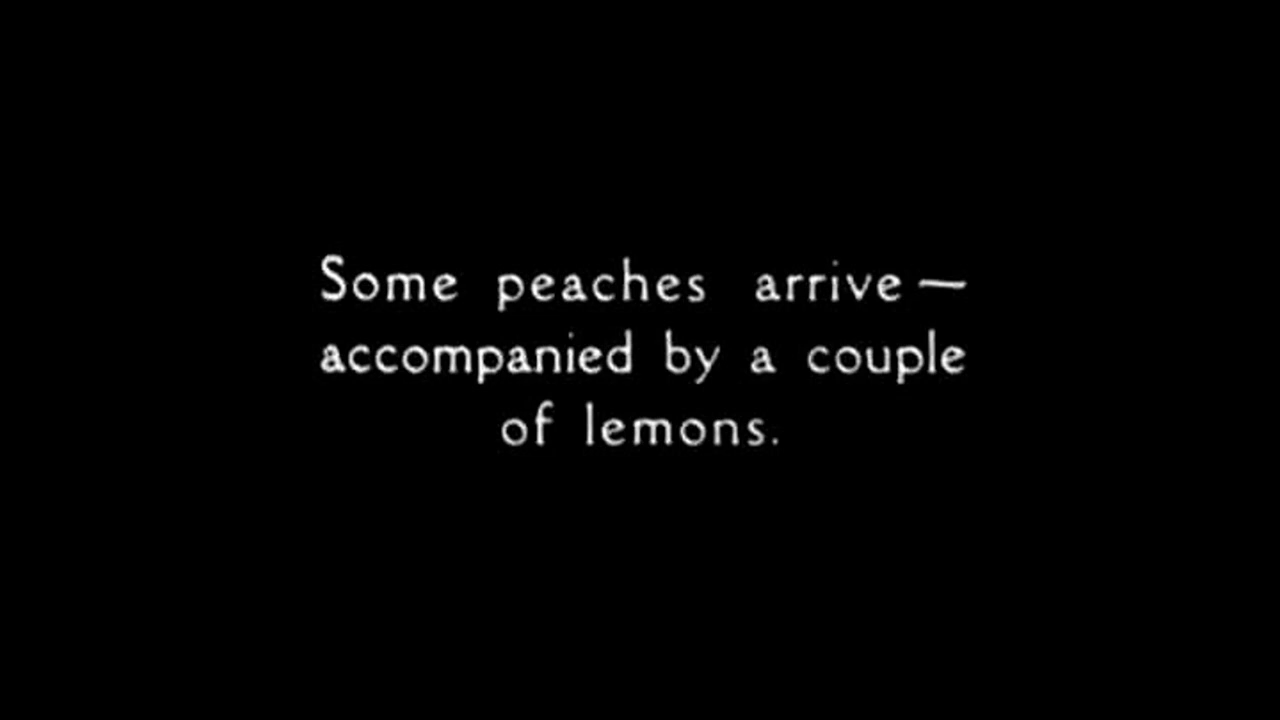 Some peaches arrive —
accompanied by a couple
of lemons.